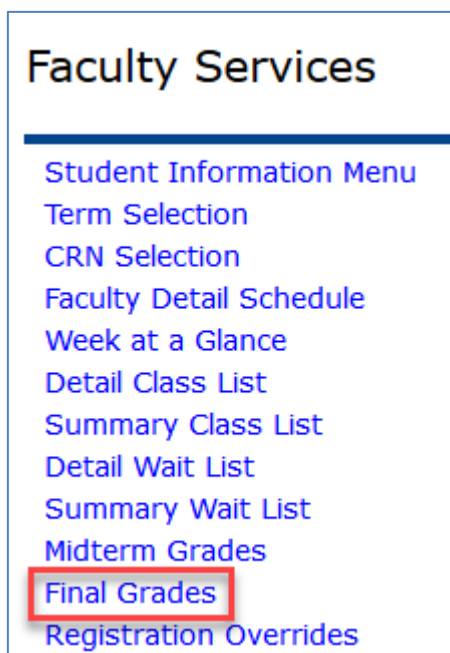 Faculty Services
Student Information Menu
Term Selection
CRN Selection
Faculty Detail Schedule
Week at a Glance
Detail Class List
Summary Class List
Detail Wait List
Summary Wait List
Midterm Grades
Final Grades
Registration Overrides